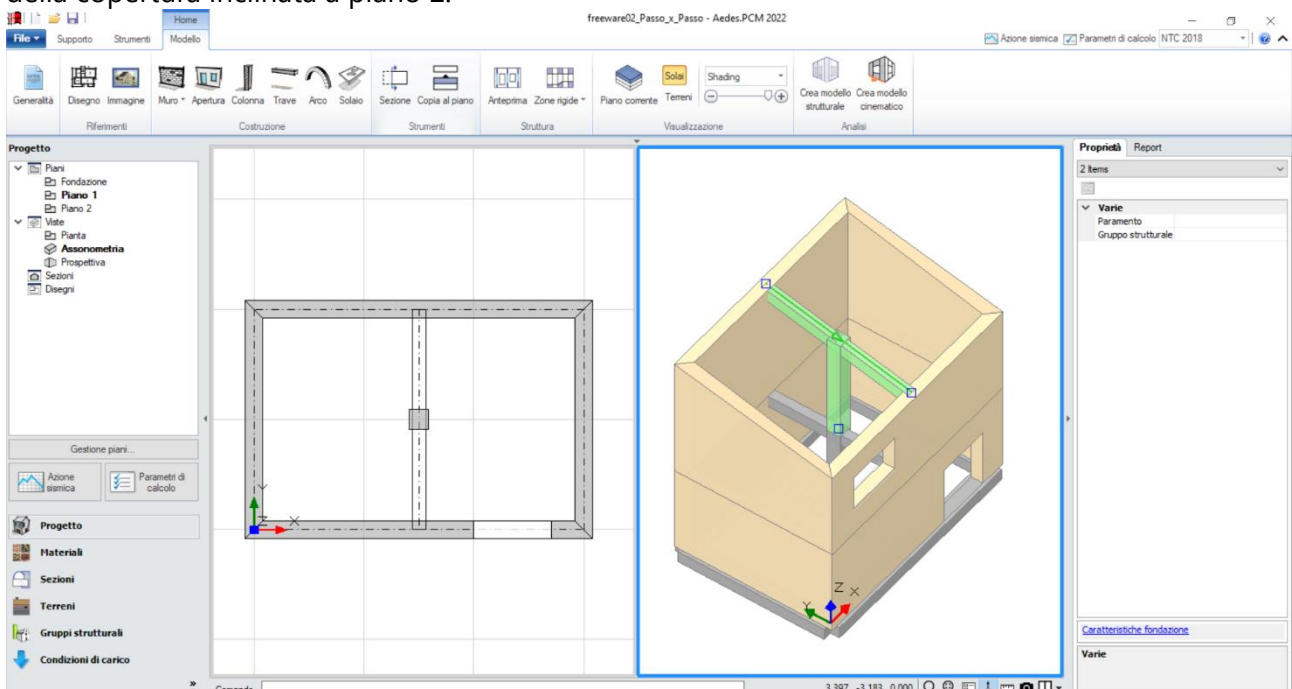 della copertura inclinata a piano 2.
Home
freeware02_Passo_x_Passo - Aedes.PCM 2022
File Supporto Strumenti Modello
Azione sismica Parametri di calcolo NTC 2018
Generalità Disegno Immagine Muro Apertura Colonna Trave Arco Solaio Sezione Copia al piano Anteprima Zone rigide Piano corrente Solai Terreni Shading Crea modello strutturale Crea modello cinematico
Riferimenti Costruzione Strumenti Struttura Visualizzazione Analisi
Progetto
Piani
Fondazione
Piano 1
Piano 2
Viste
Pianta
Assonometria
Prospettiva
Sezioni
Disegni
Gestione piani...
Azione sismica
Parametri di calcolo
Progetto
Materiali
Sezioni
Terreni
Gruppi strutturali
Condizioni di carico
»
Y
Z X
Z
X
Y
Comando
3.397 -3.183 0.000
Proprietà Report
2 Items
Varie
Paramento
Gruppo strutturale
Caratteristiche fondazione
Varie